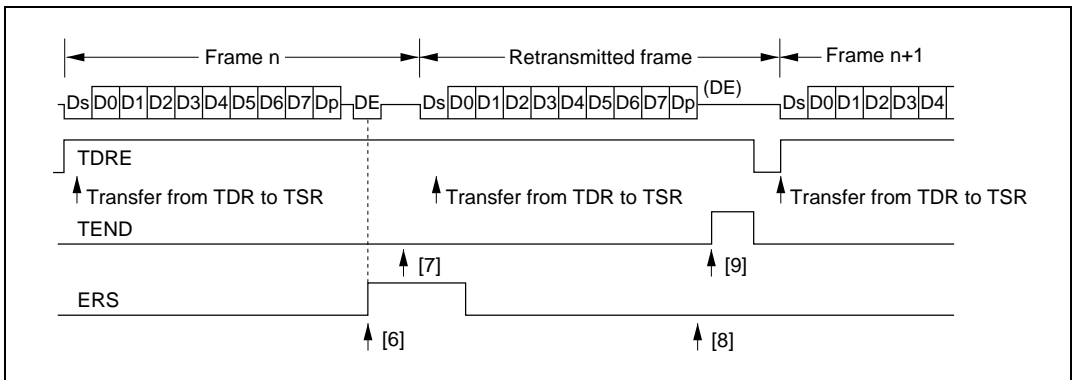 Frame n Retransmitted frame Frame n+1
Ds D0 D1 D2 D3 D4 D5 D6 D7 Dp DE Ds D0 D1 D2 D3 D4 D5 D6 D7 Dp (DE) Ds D0 D1 D2 D3 D4
TDRE
Transfer from TDR to TSR Transfer from TDR to TSR Transfer from TDR to TSR
TEND
[7] [9]
ERS
[6] [8]